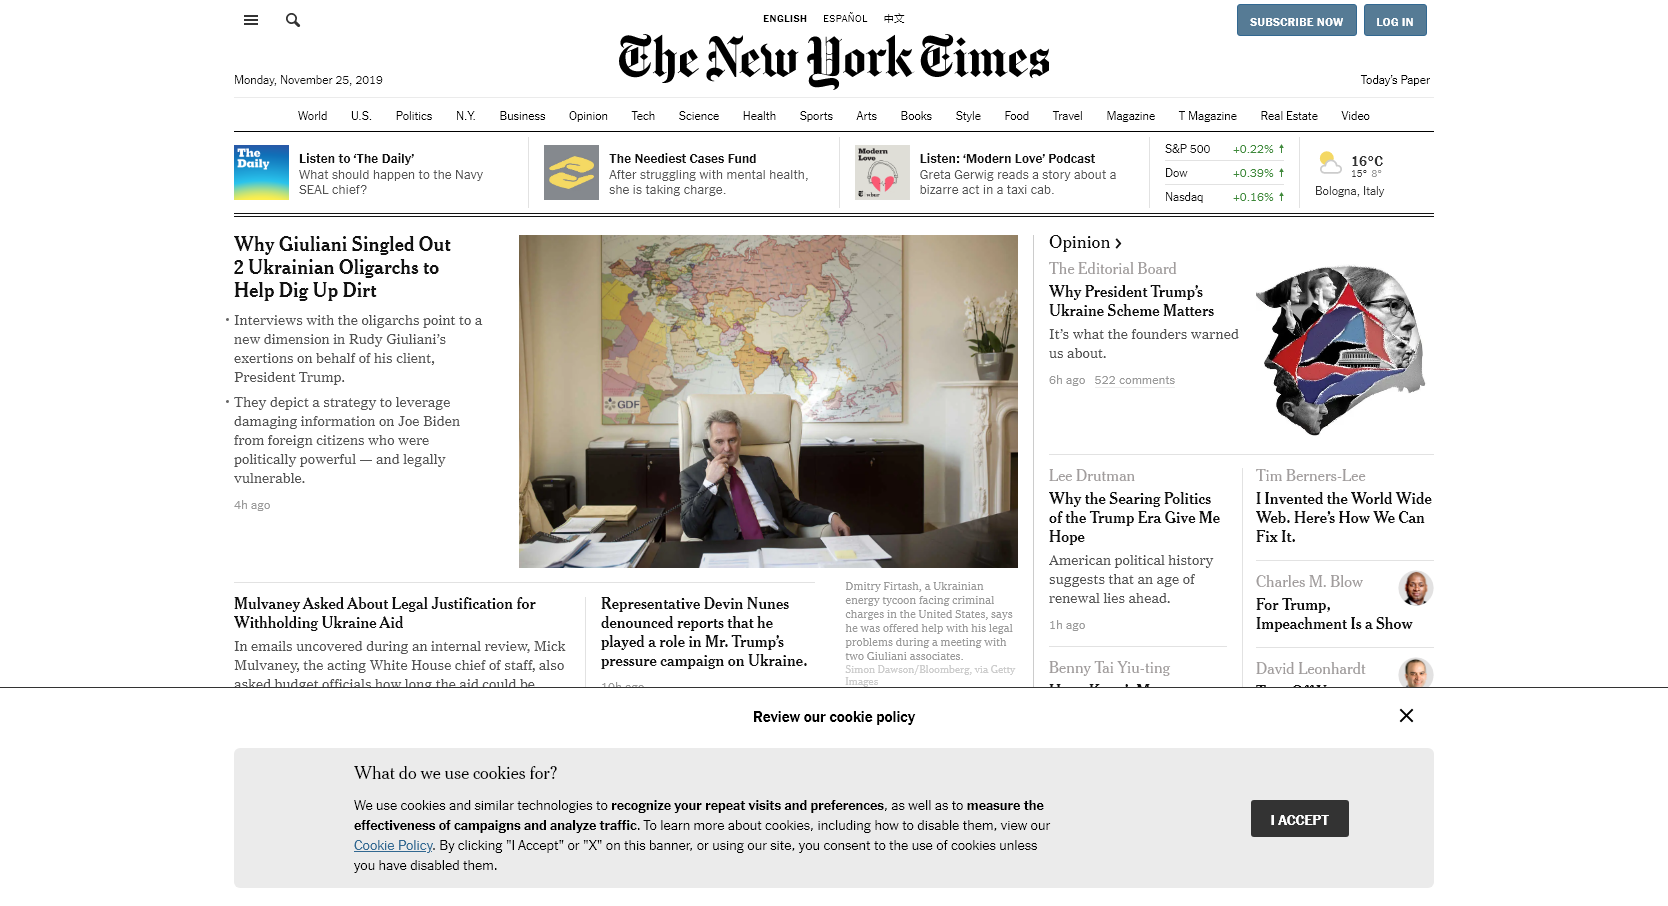 ENGLISH ESPAÑOL 中文
SUBSCRIBE NOW LOG IN
The New York Times
Monday, November 25, 2019
Today's Paper
World U.S. Politics N.Y. Business Opinion Tech Science Health Sports Arts Books Style Food Travel Magazine T Magazine Real Estate Video
The
Daily
Listen to ‘The Daily’
What should happen to the Navy
SEAL chief?
The Neediest Cases Fund
After struggling with mental health,
she is taking charge.
Modern
Love
Listen: ‘Modern Love’ Podcast
Greta Gerwig reads a story about a
bizarre act in a taxi cab.
S&P 500 +0.22% ↑
Dow +0.39% ↑
Nasdaq +0.16% ↑
16°C
15° 8°
Bologna, Italy
Why Giuliani Singled Out
2 Ukrainian Oligarchs to
Help Dig Up Dirt
• Interviews with the oligarchs point to a
new dimension in Rudy Giuliani’s
exertions on behalf of his client,
President Trump.
• They depict a strategy to leverage
damaging information on Joe Biden
from foreign citizens who were
politically powerful — and legally
vulnerable.
4h ago
GDF
Mulvaney Asked About Legal Justification for
Withholding Ukraine Aid
In emails uncovered during an internal review, Mick
Mulvaney, the acting White House chief of staff, also
asked budget officials how long the aid could be
Representative Devin Nunes
denounced reports that he
played a role in Mr. Trump’s
pressure campaign on Ukraine.
10h ago
Dmitry Firtash, a Ukrainian
energy tycoon facing criminal
charges in the United States, says
he was offered help with his legal
problems during a meeting with
two Giuliani associates.
Simon Dawson/Bloomberg, via Getty
Images
Opinion ›
The Editorial Board
Why President Trump’s
Ukraine Scheme Matters
It’s what the founders warned
us about.
6h ago 522 comments
Lee Drutman
Why the Searing Politics
of the Trump Era Give Me
Hope
American political history
suggests that an age of
renewal lies ahead.
1h ago
Benny Tai Yiu-ting
Tim Berners-Lee
I Invented the World Wide
Web. Here’s How We Can
Fix It.
Charles M. Blow
For Trump,
Impeachment Is a Show
David Leonhardt
Review our cookie policy
What do we use cookies for?
We use cookies and similar technologies to recognize your repeat visits and preferences, as well as to measure the
effectiveness of campaigns and analyze traffic. To learn more about cookies, including how to disable them, view our
Cookie Policy. By clicking "I Accept" or "X" on this banner, or using our site, you consent to the use of cookies unless
you have disabled them.
I ACCEPT